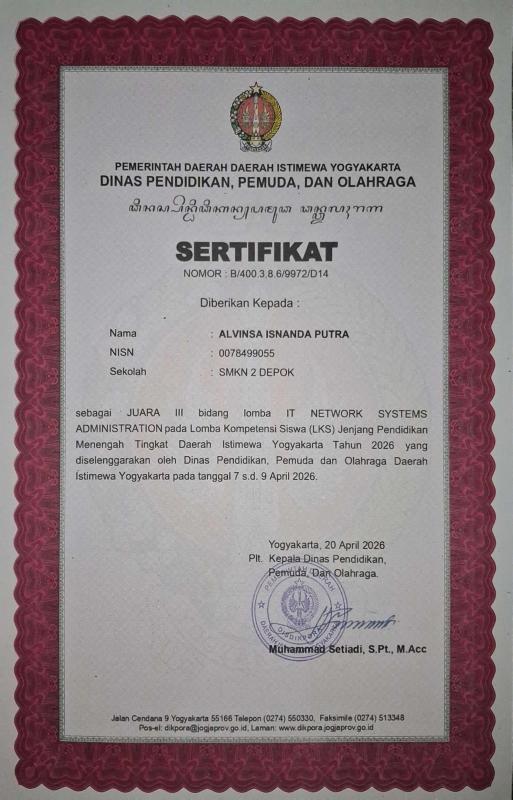 PEMERINTAH DAERAH DAERAH ISTIMEWA YOGYAKARTA
DINAS PENDIDIKAN, PEMUDA, DAN OLAHRAGA
SERTIFIKAT
NOMOR : B/400.3.8.6/9972/D14
Diberikan Kepada :
Nama : ALVINSA ISNANDA PUTRA
NISN : 0078499055
Sekolah : SMKN 2 DEPOK
sebagai JUARA III bidang lomba IT NETWORK SYSTEMS
ADMINISTRATION pada Lomba Kompetensi Siswa (LKS) Jenjang Pendidikan
Menengah Tingkat Daerah Istimewa Yogyakarta Tahun 2026 yang
diselenggarakan oleh Dinas Pendidikan, Pemuda dan Olahraga Daerah
Istimewa Yogyakarta pada tanggal 7 s.d. 9 April 2026.
Yogyakarta, 20 April 2026
Plt. Kepala Dinas Pendidikan,
Pemuda, Dan Olahraga.
DISDIKPORA
Muhammad Setiadi, S.Pt., M.Acc
Jalan Cendana 9 Yogyakarta 55166 Telepon (0274) 550330, Faksimile (0274) 513348
Pos-el: dikpora@jogjaprov.go.id, Laman: www.dikpora.jogjaprov.go.id